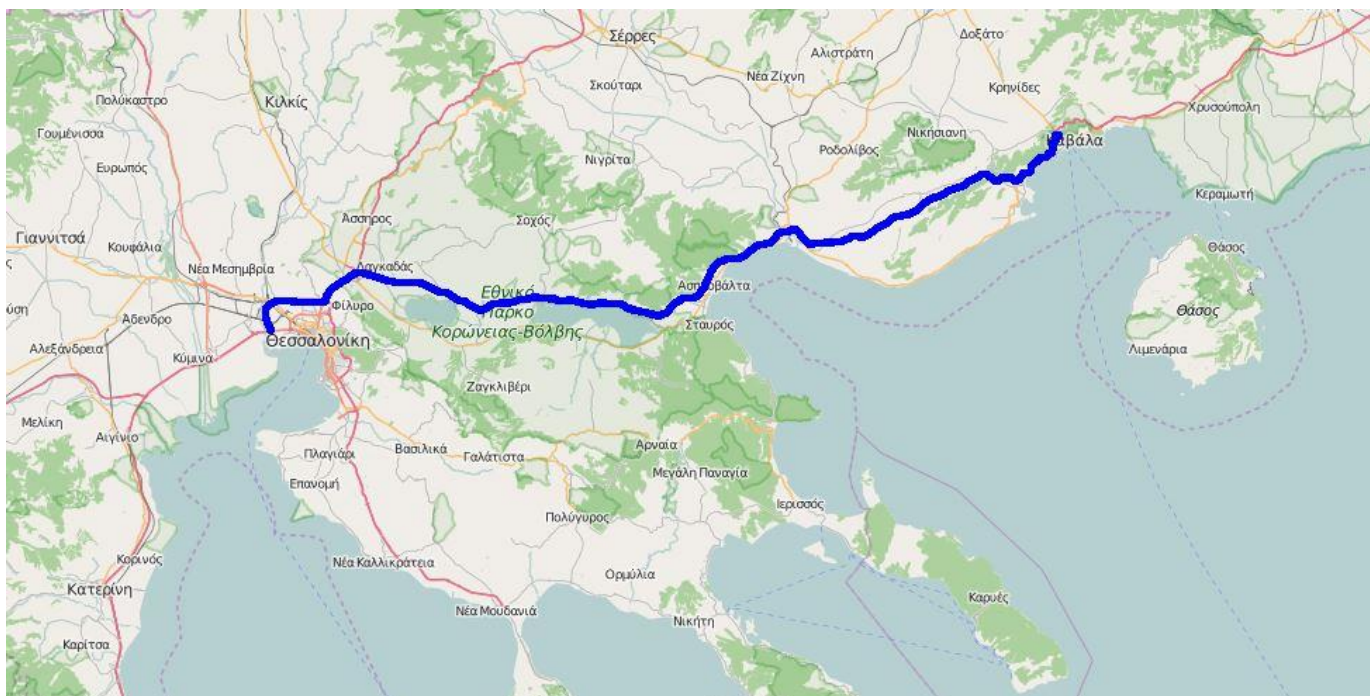 Σέρρες
Δοξάτο
Αλιστράτη
Νέα Ζίχνη
Σκούταρι
Κρηνίδες
Πολύκαστρο
Κιλκίς
Χρυσούπολη
Γουμένισσα
Νικήσιανη
Καβάλα
Ροδολίβος
Νιγρίτα
Ευρωπός
Κεραμωτή
Άσσηρος
Σοχός
Γιαννιτσά
Κουφάλια
Θάσος
Λαγκαδάς
Νέα Μεσημβρία
Ασπροβάλτα
Εθνικό
Πάρκο
Κορώνειας-Βόλβης
Φίλυρο
Θάσος
Άδενδρο
Σταυρός
Θεσσαλονίκη
Αλεξάνδρεια
Κύμινα
Λιμενάρια
Ζαγκλιβέρι
Μελίκη
Αιγίνιο
Βασιλικά
Αρναία
Πλαγιάρι
Γαλάτιστα
Μεγάλη Παναγία
Επανομή
Ιερισσός
Πολύγυρος
Κορινός
Νέα Καλλικράτεια
Ορμύλια
Κατερίνη
Καρυές
Νέα Μουδανιά
Νικήτη
Καρίτσα